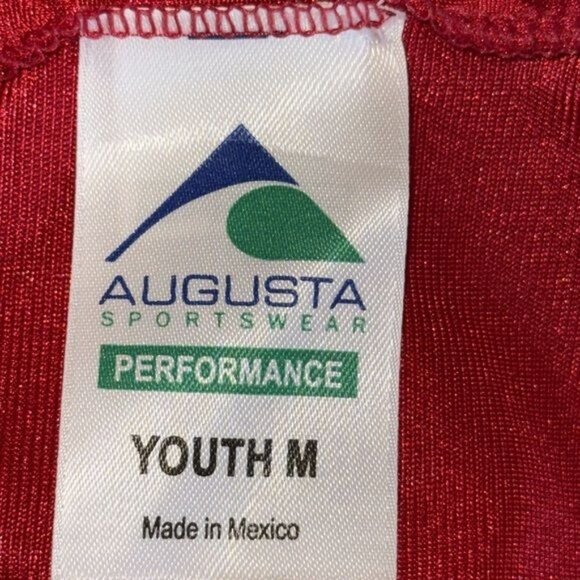 AUGUSTA
SPORTSWEAR
PERFORMANCE
YOUTH M
Made in Mexico